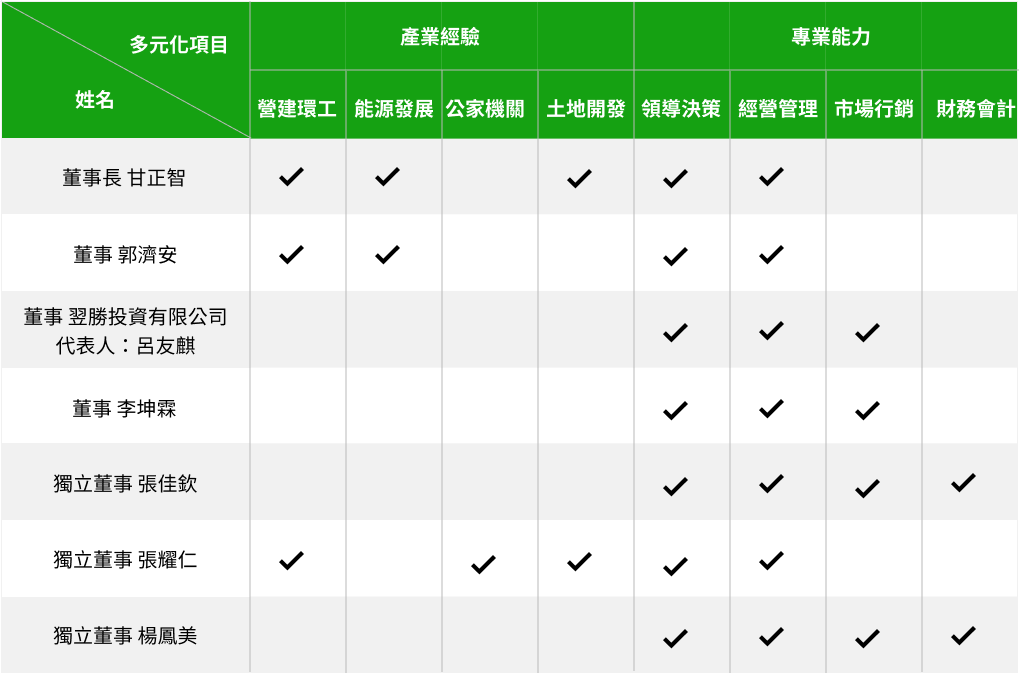 多元化項目
姓名
產業經驗
專業能力
營建環工 能源發展 公家機關 土地開發 領導決策 經營管理 市場行銷 財務會計
董事長 甘正智 ✓ ✓ ✓ ✓ ✓
董事 郭濟安 ✓ ✓ ✓ ✓
董事 翌勝投資有限公司
代表人：呂友麒 ✓ ✓ ✓
董事 李坤霖 ✓ ✓ ✓
獨立董事 張佳欽 ✓ ✓ ✓ ✓
獨立董事 張耀仁 ✓ ✓ ✓ ✓ ✓
獨立董事 楊鳳美 ✓ ✓ ✓ ✓